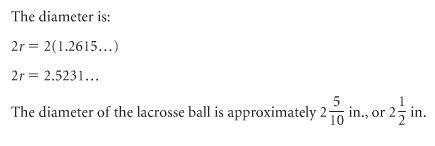 The diameter is:
2r = 2(1.2615…)
2r = 2.5231…
The diameter of the lacrosse ball is approximately 2 5/10 in., or 2 1/2 in.